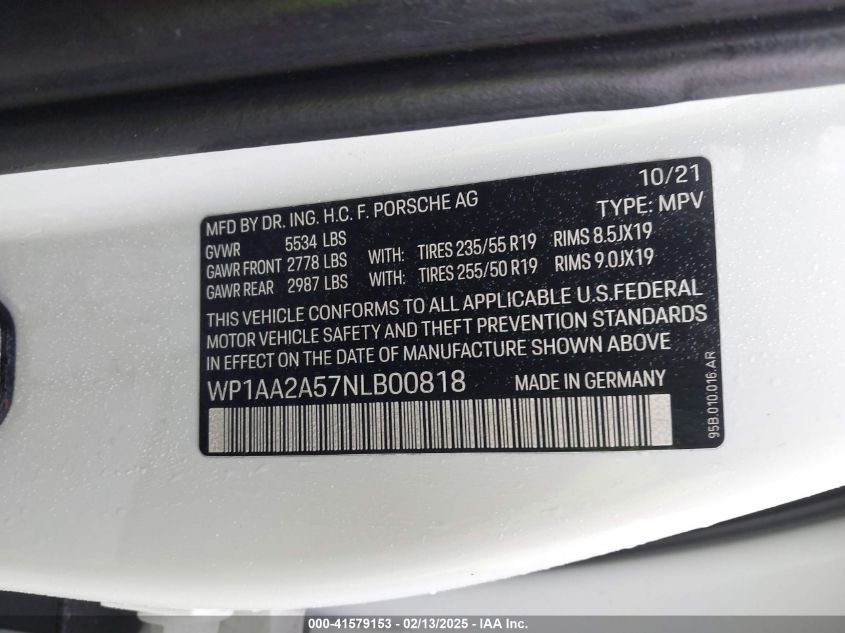 10/21
MFD BY DR. ING. H.C. F. PORSCHE AG TYPE: MPV
GVWR 5534 LBS
GAWR FRONT 2778 LBS WITH: TIRES 235/55 R19 RIMS 8.5JX19
GAWR REAR 2987 LBS WITH: TIRES 255/50 R19 RIMS 9.0JX19
THIS VEHICLE CONFORMS TO ALL APPLICABLE U.S.FEDERAL
MOTOR VEHICLE SAFETY AND THEFT PREVENTION STANDARDS
IN EFFECT ON THE DATE OF MANUFACTURE SHOWN ABOVE
WP1AA2A57NLB00818 MADE IN GERMANY
95B.010.016.AR
000-41579153 - 02/13/2025 - IAA Inc.